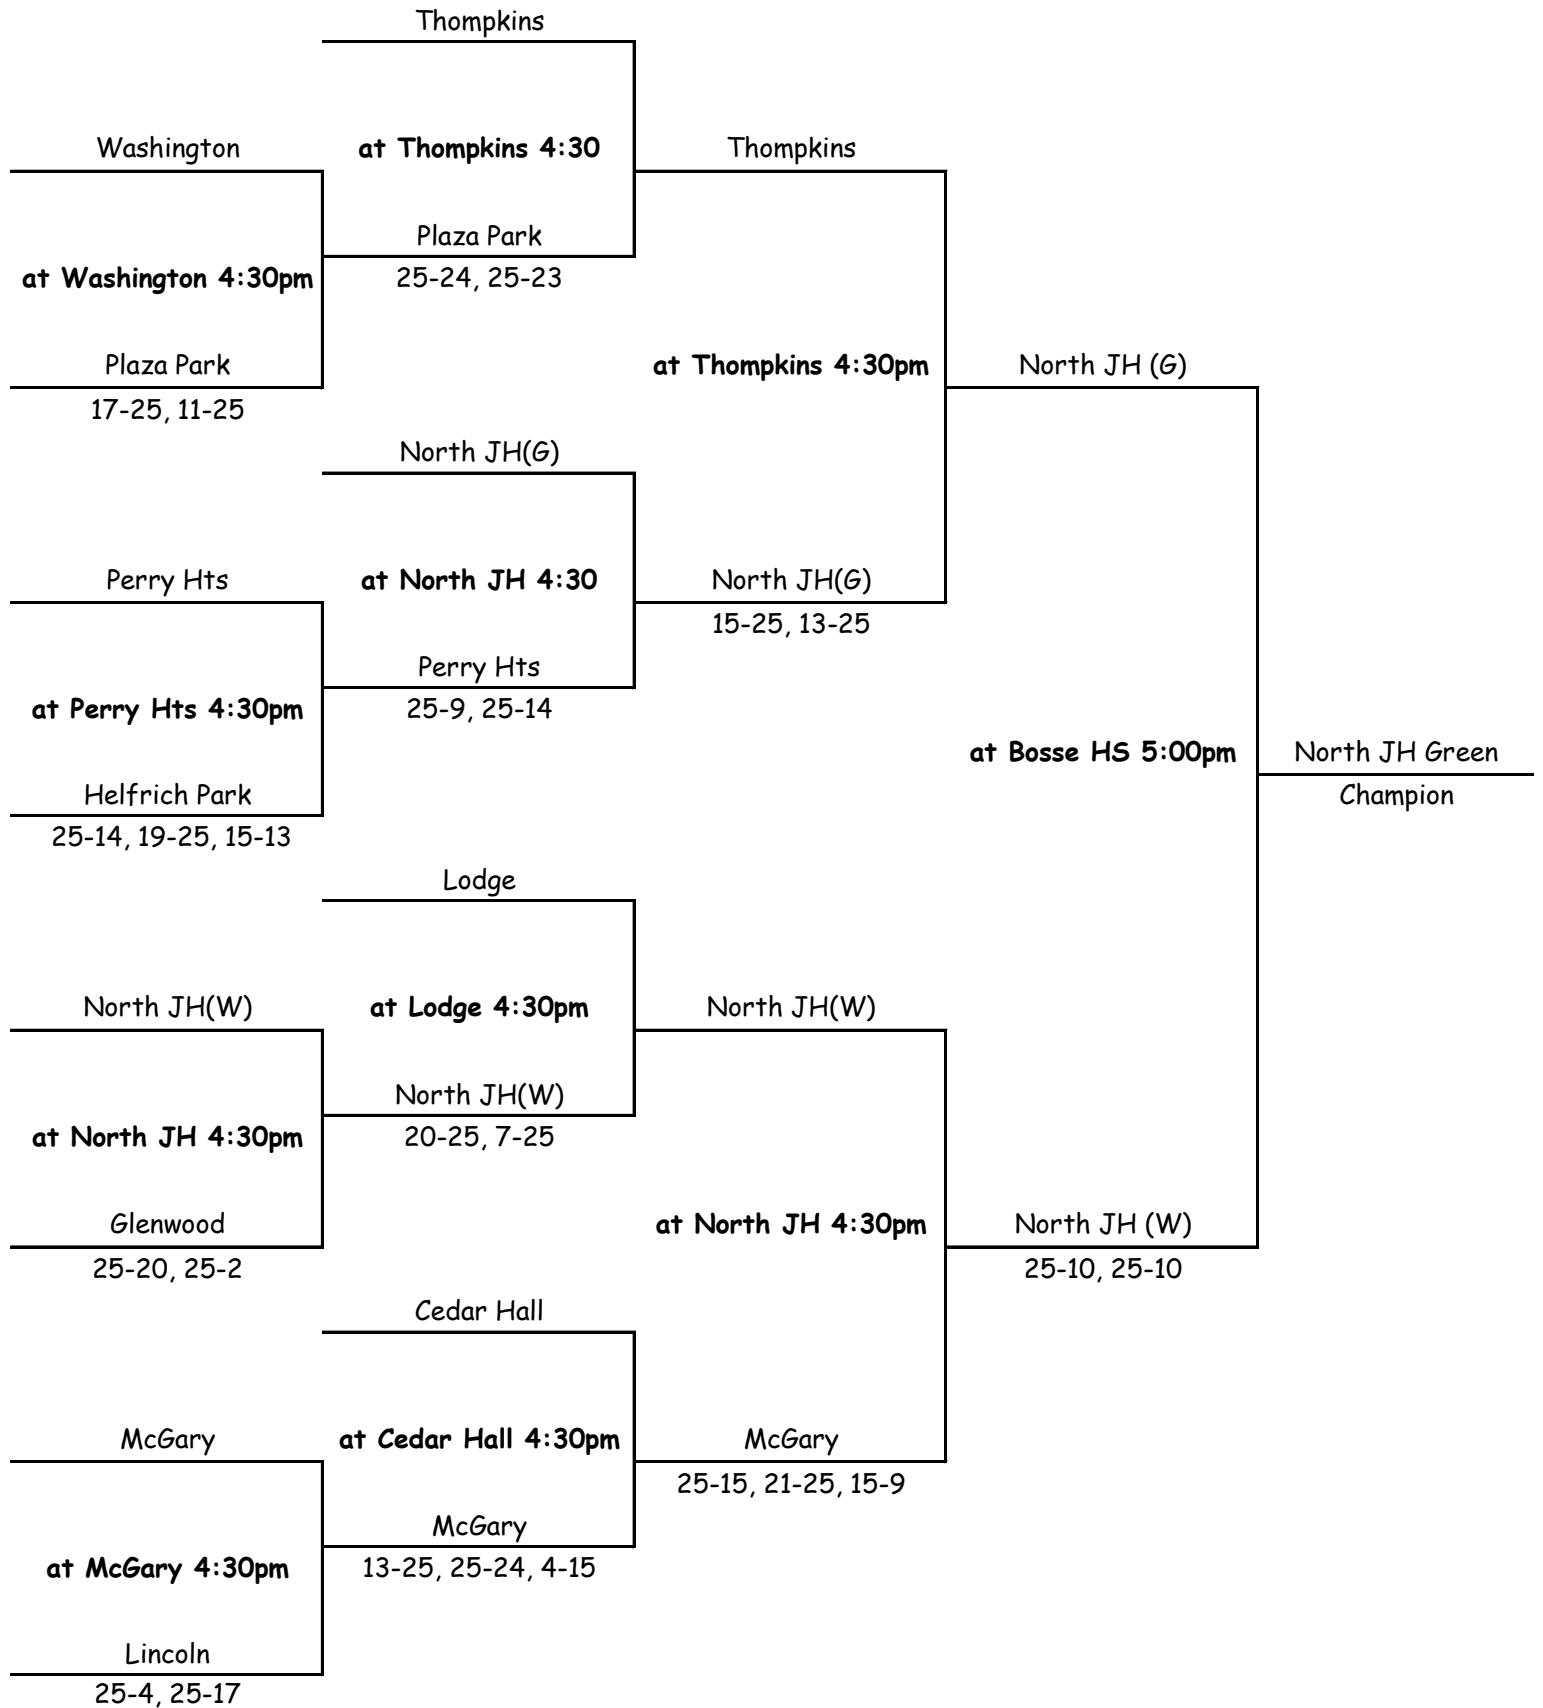 Thompkins
Washington
at Thompkins 4:30
Thompkins
Plaza Park
at Washington 4:30pm
25-24, 25-23
Plaza Park
at Thompkins 4:30pm
North JH (G)
17-25, 11-25
North JH(G)
Perry Hts
at North JH 4:30
North JH(G)
15-25, 13-25
Perry Hts
at Perry Hts 4:30pm
25-9, 25-14
at Bosse HS 5:00pm
North JH Green
Helfrich Park
Champion
25-14, 19-25, 15-13
Lodge
North JH(W)
at Lodge 4:30pm
North JH(W)
North JH(W)
at North JH 4:30pm
20-25, 7-25
Glenwood
at North JH 4:30pm
North JH (W)
25-20, 25-2
25-10, 25-10
Cedar Hall
McGary
at Cedar Hall 4:30pm
McGary
25-15, 21-25, 15-9
McGary
at McGary 4:30pm
13-25, 25-24, 4-15
Lincoln
25-4, 25-17